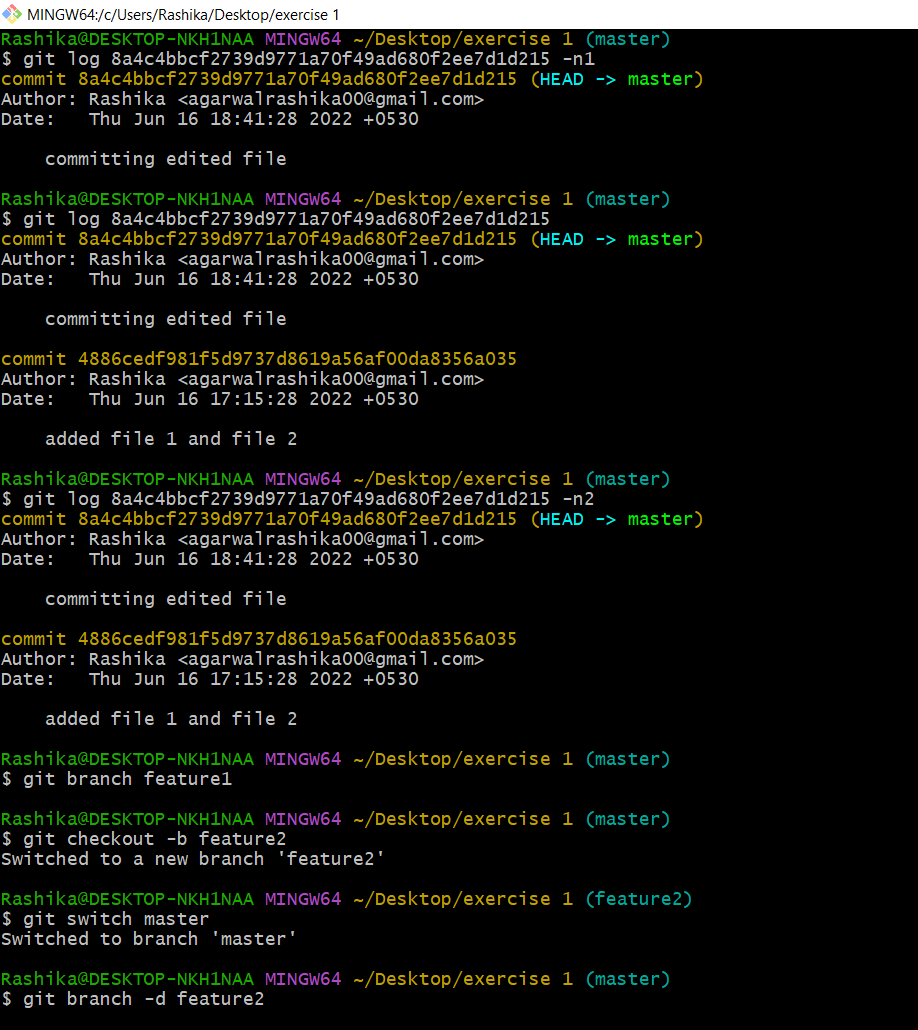 MINGW64:/c/Users/Rashika/Desktop/exercise 1
Rashika@DESKTOP-NKH1NAA MINGW64 ~/Desktop/exercise 1 (master)
$ git log 8a4c4bbcf2739d9771a70f49ad680f2ee7d1d215 -n1
commit 8a4c4bbcf2739d9771a70f49ad680f2ee7d1d215 (HEAD -> master)
Author: Rashika <agarwalrashika00@gmail.com>
Date:   Thu Jun 16 18:41:28 2022 +0530
    committing edited file
Rashika@DESKTOP-NKH1NAA MINGW64 ~/Desktop/exercise 1 (master)
$ git log 8a4c4bbcf2739d9771a70f49ad680f2ee7d1d215
commit 8a4c4bbcf2739d9771a70f49ad680f2ee7d1d215 (HEAD -> master)
Author: Rashika <agarwalrashika00@gmail.com>
Date:   Thu Jun 16 18:41:28 2022 +0530
    committing edited file
commit 4886cedf981f5d9737d8619a56af00da8356a035
Author: Rashika <agarwalrashika00@gmail.com>
Date:   Thu Jun 16 17:15:28 2022 +0530
    added file 1 and file 2
Rashika@DESKTOP-NKH1NAA MINGW64 ~/Desktop/exercise 1 (master)
$ git log 8a4c4bbcf2739d9771a70f49ad680f2ee7d1d215 -n2
commit 8a4c4bbcf2739d9771a70f49ad680f2ee7d1d215 (HEAD -> master)
Author: Rashika <agarwalrashika00@gmail.com>
Date:   Thu Jun 16 18:41:28 2022 +0530
    committing edited file
commit 4886cedf981f5d9737d8619a56af00da8356a035
Author: Rashika <agarwalrashika00@gmail.com>
Date:   Thu Jun 16 17:15:28 2022 +0530
    added file 1 and file 2
Rashika@DESKTOP-NKH1NAA MINGW64 ~/Desktop/exercise 1 (master)
$ git branch feature1
Rashika@DESKTOP-NKH1NAA MINGW64 ~/Desktop/exercise 1 (master)
$ git checkout -b feature2
Switched to a new branch 'feature2'
Rashika@DESKTOP-NKH1NAA MINGW64 ~/Desktop/exercise 1 (feature2)
$ git switch master
Switched to branch 'master'
Rashika@DESKTOP-NKH1NAA MINGW64 ~/Desktop/exercise 1 (master)
$ git branch -d feature2